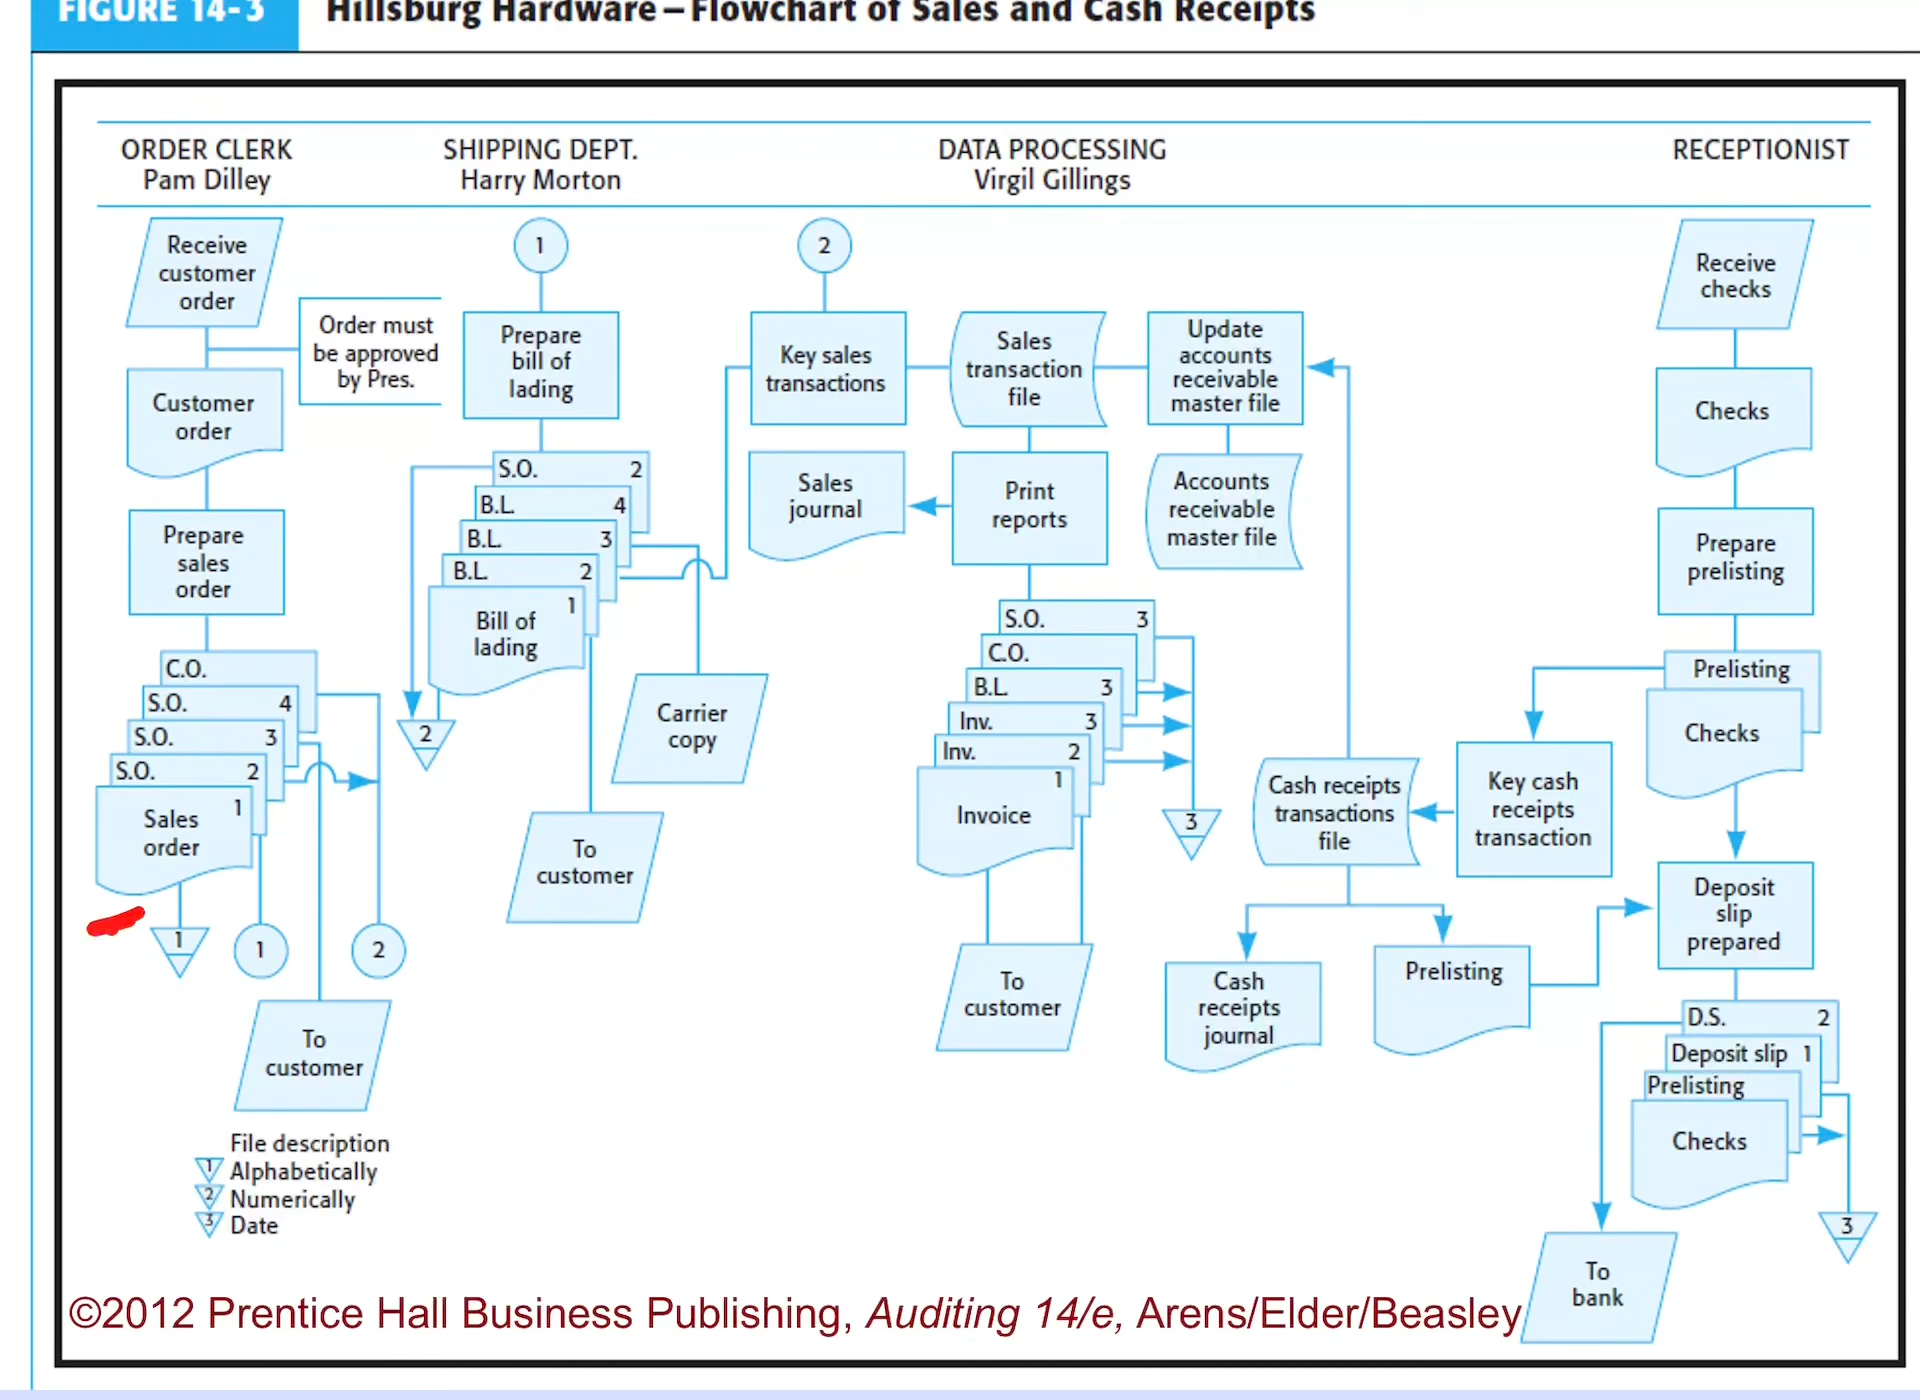 FIGURE 14-3
Hillsburg Hardware—Flowchart of Sales and Cash Receipts
ORDER CLERK
Pam Dilley
SHIPPING DEPT.
Harry Morton
DATA PROCESSING
Virgil Gillings
RECEPTIONIST
Receive
customer
order
Order must
be approved
by Pres.
Customer
order
Prepare
sales
order
C.O.
S.O. 4
S.O. 3
S.O. 2
1
Sales
order
1
1
2
To
customer
File description
1 Alphabetically
2 Numerically
3 Date
1
Prepare
bill of
lading
S.O. 2
B.L. 4
B.L. 3
B.L. 2
1
Bill of
lading
2
Carrier
copy
To
customer
2
Key sales
transactions
Sales
transaction
file
Update
accounts
receivable
master file
Sales
journal
Print
reports
Accounts
receivable
master file
S.O. 3
C.O.
B.L. 3
Inv. 3
Inv. 2
1
Invoice
3
To
customer
Cash receipts
transactions
file
Key cash
receipts
transaction
Cash
receipts
journal
Prelisting
Receive
checks
Checks
Prepare
prelisting
Prelisting
Checks
Deposit
slip
prepared
D.S. 2
Deposit slip 1
Prelisting
Checks
3
To
bank
©2012 Prentice Hall Business Publishing, Auditing 14/e, Arens/Elder/Beasley